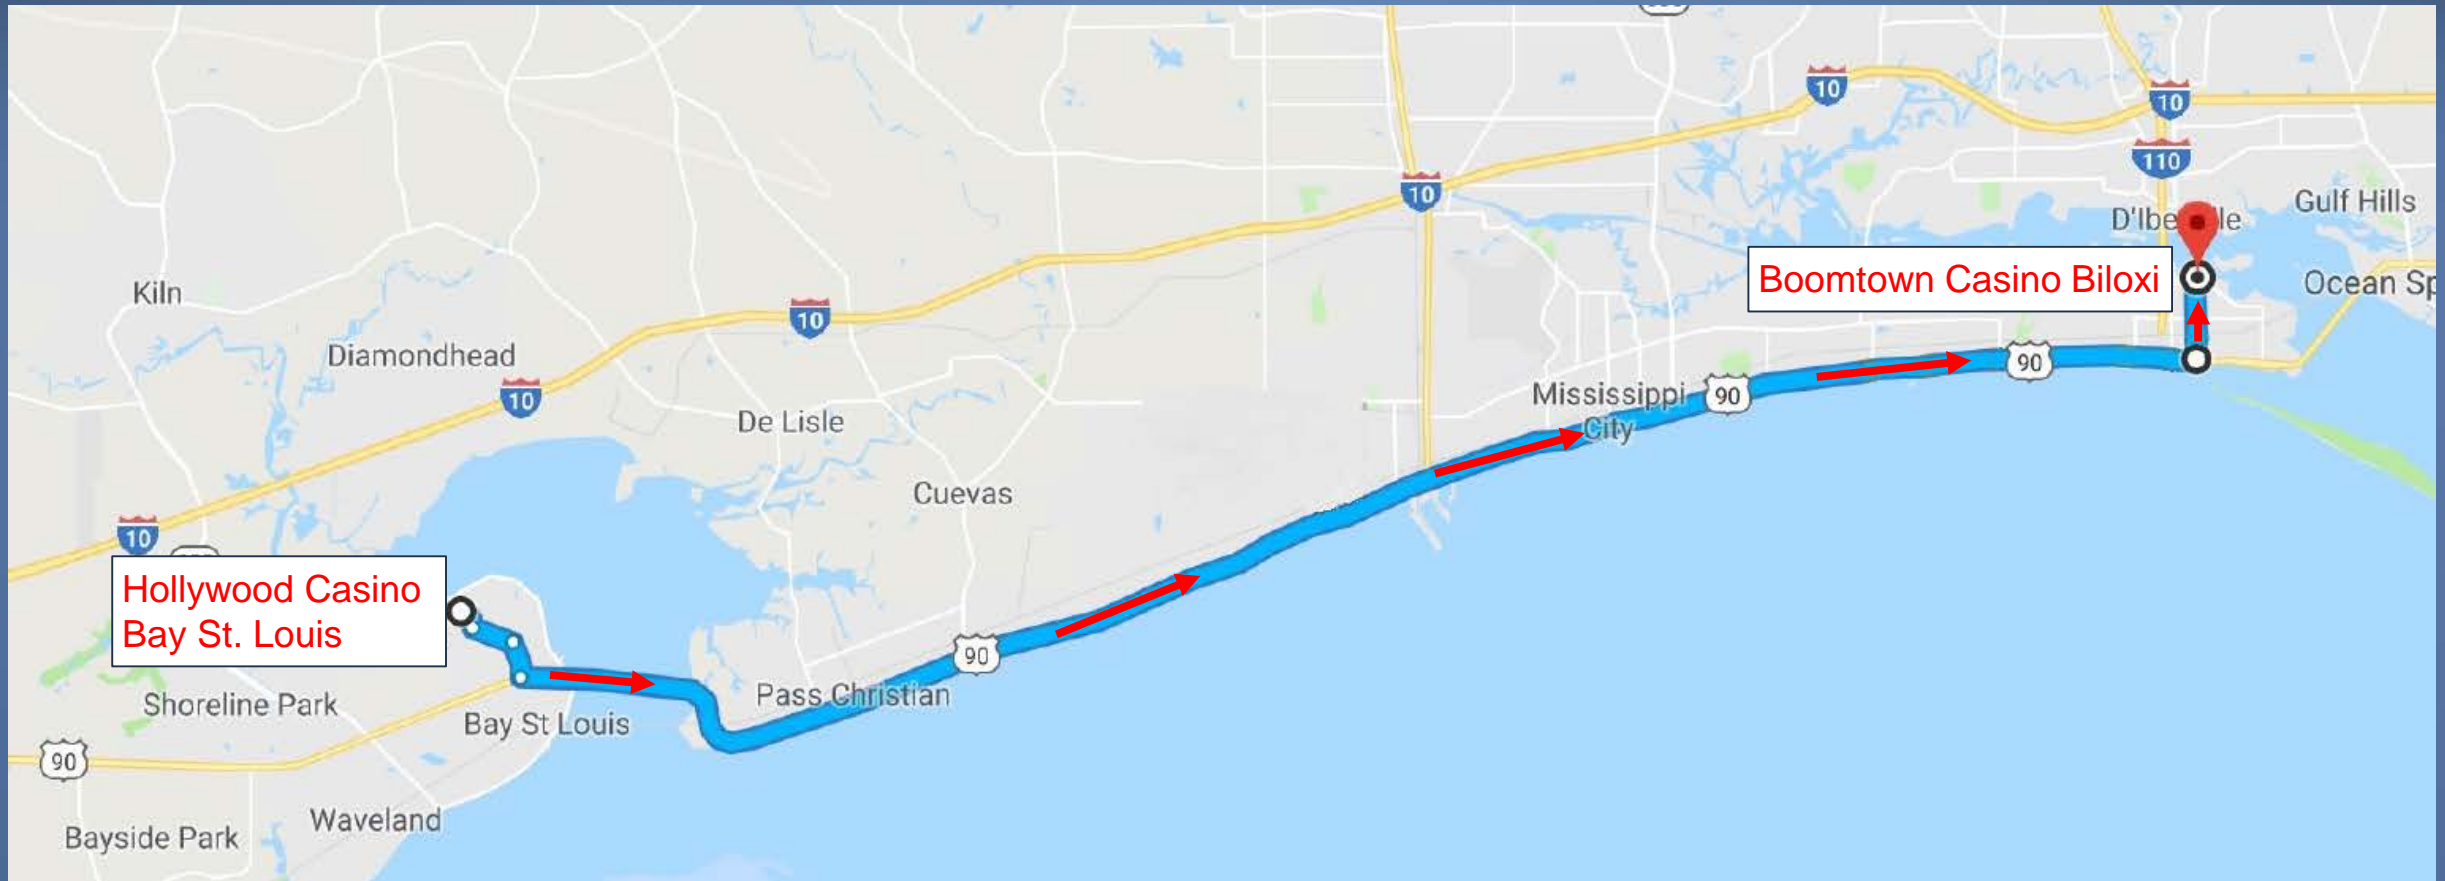 10
10
110
10
Gulf Hills
D'Ibe le
Boomtown Casino Biloxi
Ocean Sp
Kiln
10
Diamondhead
10
90
Mississippi
City
90
De Lisle
Cuevas
10
Hollywood Casino
Bay St. Louis
90
Pass Christian
Shoreline Park
Bay St Louis
90
Waveland
Bayside Park